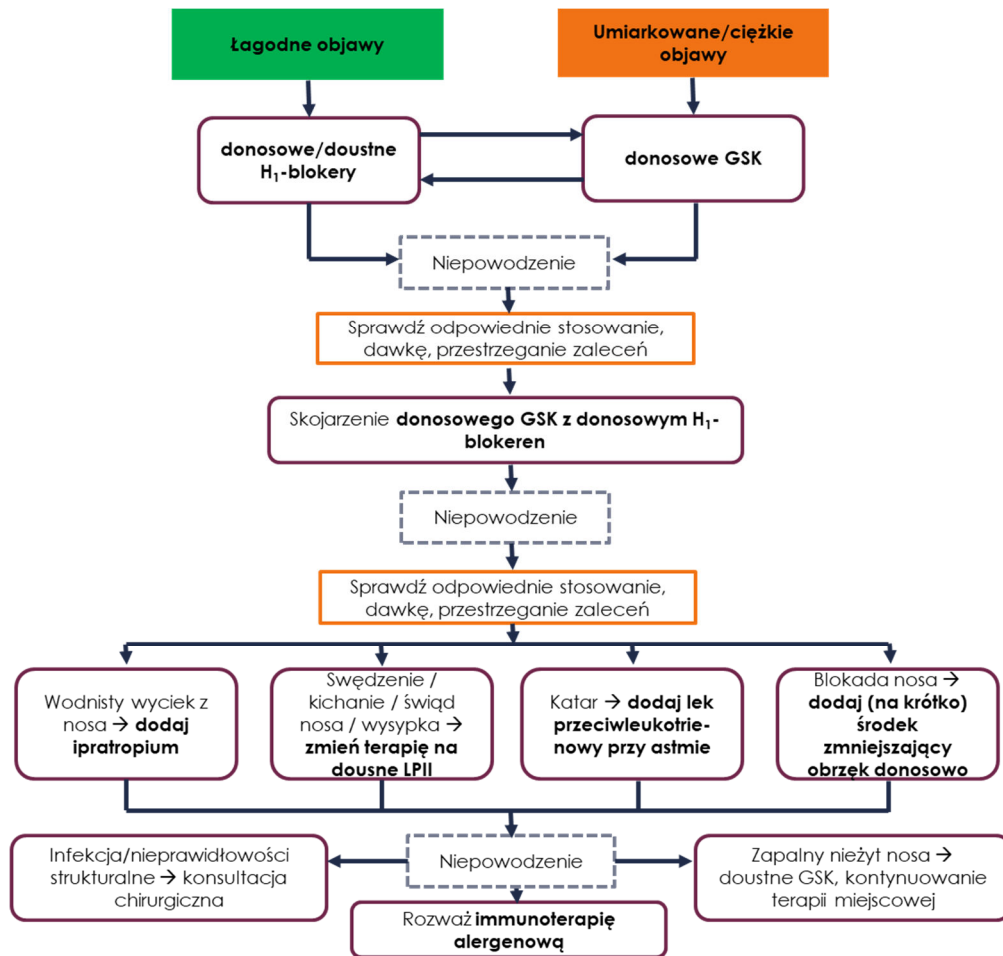 Łagodne objawy
Umiarkowane/ciężkie
objawy
donosowe/doustne
H₁-blokery
donosowe GSK
Niepowodzenie
Sprawdź odpowiednie stosowanie,
dawkę, przestrzeganie zaleceń
Skojarzenie donosowego GSK z donosowym H₁-
blokeren
Niepowodzenie
Sprawdź odpowiednie stosowanie,
dawkę, przestrzeganie zaleceń
Wodnisty wyciek z
nosa → dodaj
ipratropium
Swędzenie /
kichanie / świąd
nosa / wysypka →
zmień terapię na
dousne LPII
Katar → dodaj lek
przeciwleukotrie-
nowy przy astmie
Blokada nosa →
dodaj (na krótko)
środek
zmniejszający
obrzęk donosowo
Infekcja/nieprawidłowości
strukturalne → konsultacja
chirurgiczna
Niepowodzenie
Zapalny nieżyt nosa →
doustne GSK, kontynuowanie
terapii miejscowej
Rozważ immunoterapię
alergenową